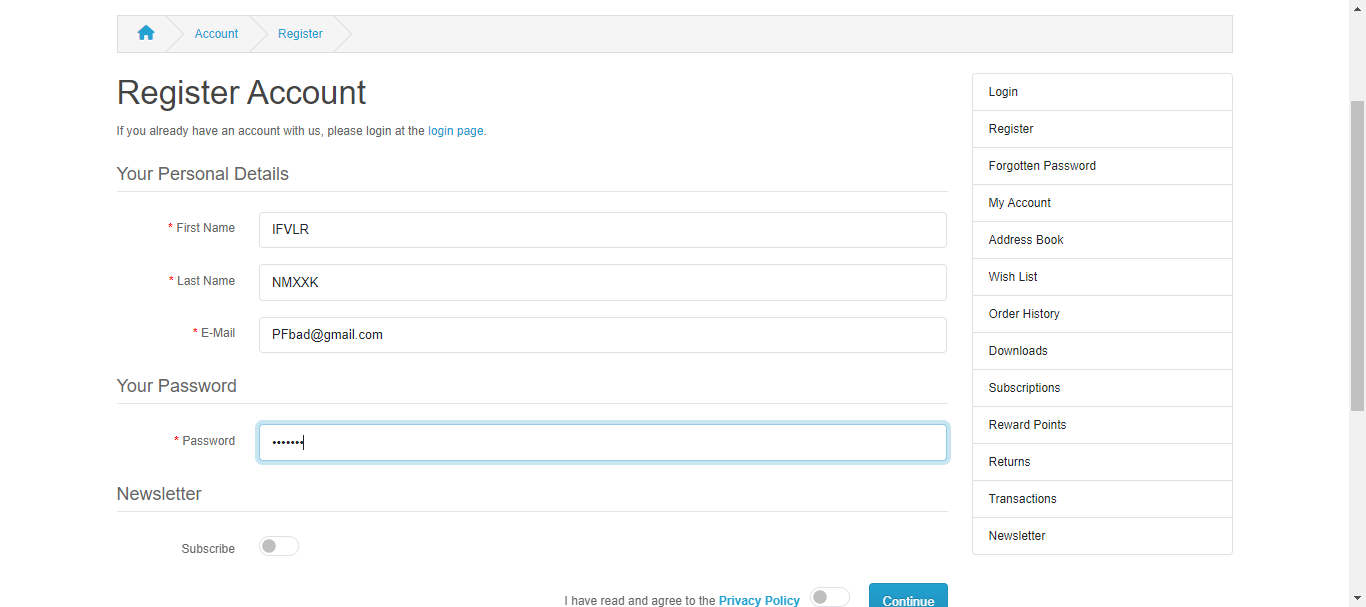 Account Register
Register Account
If you already have an account with us, please login at the login page.
Your Personal Details
* First Name IFVLR
* Last Name NMXXK
* E-Mail PFbad@gmail.com
Your Password
* Password •••••••
Newsletter
Subscribe
I have read and agree to the Privacy Policy Continue
Login
Register
Forgotten Password
My Account
Address Book
Wish List
Order History
Downloads
Subscriptions
Reward Points
Returns
Transactions
Newsletter